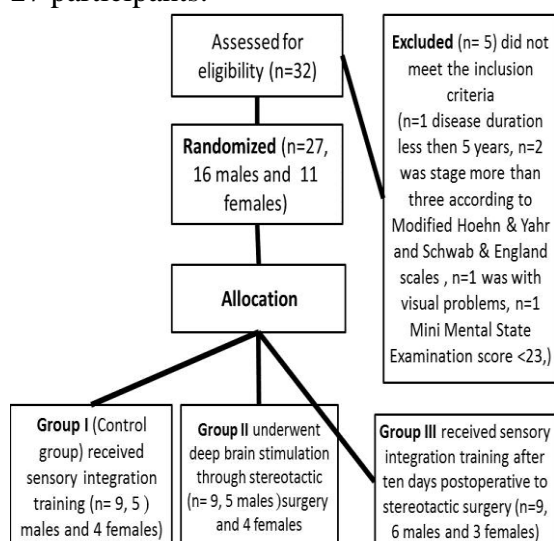 27 participants.
Assessed for
eligibility (n=32)
Excluded (n= 5) did not
meet the inclusion
criteria
(n=1 disease duration
less then 5 years, n=2
was stage more than
three according to
Modified Hoehn & Yahr
and Schwab & England
scales , n=1 was with
visual problems, n=1
Mini Mental State
Examination score <23,)
Randomized (n=27,
16 males and 11
females)
Allocation
Group I (Control
group) received
sensory integration
training (n= 9, 5 )
males and 4 females)
Group II underwent
deep brain stimulation
through stereotactic
(n= 9, 5 males )surgery
and 4 females
Group III received sensory
integration training after
ten days postoperative to
stereotactic surgery (n=9,
6 males and 3 females)